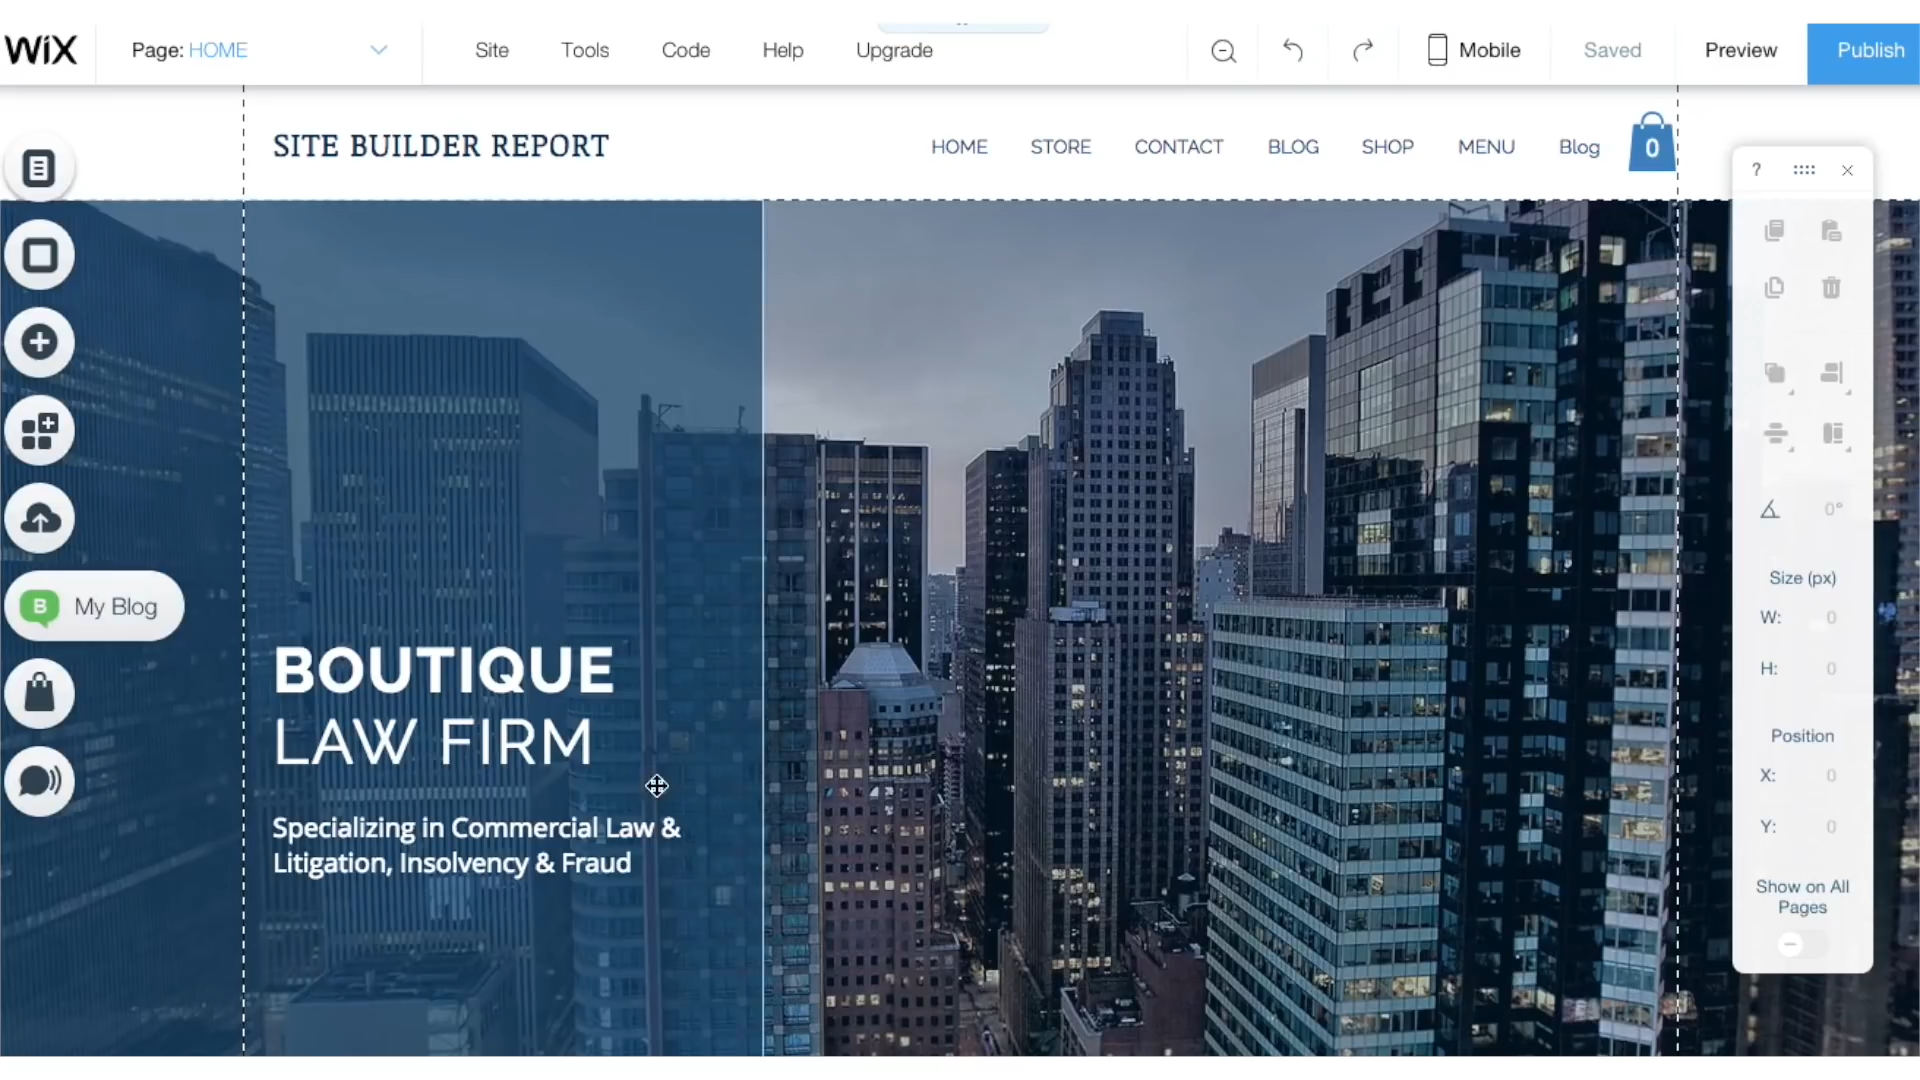 WiX
Page: HOME
Site
Tools
Code
Help
Upgrade
Mobile
Saved
Preview
Publish
SITE BUILDER REPORT
HOME
STORE
CONTACT
BLOG
SHOP
MENU
Blog
0
?
B
My Blog
BOUTIQUE
LAW FIRM
Specializing in Commercial Law &
Litigation, Insolvency & Fraud
0°
Size (px)
W: 0
H: 0
Position
X: 0
Y: 0
Show on All
Pages